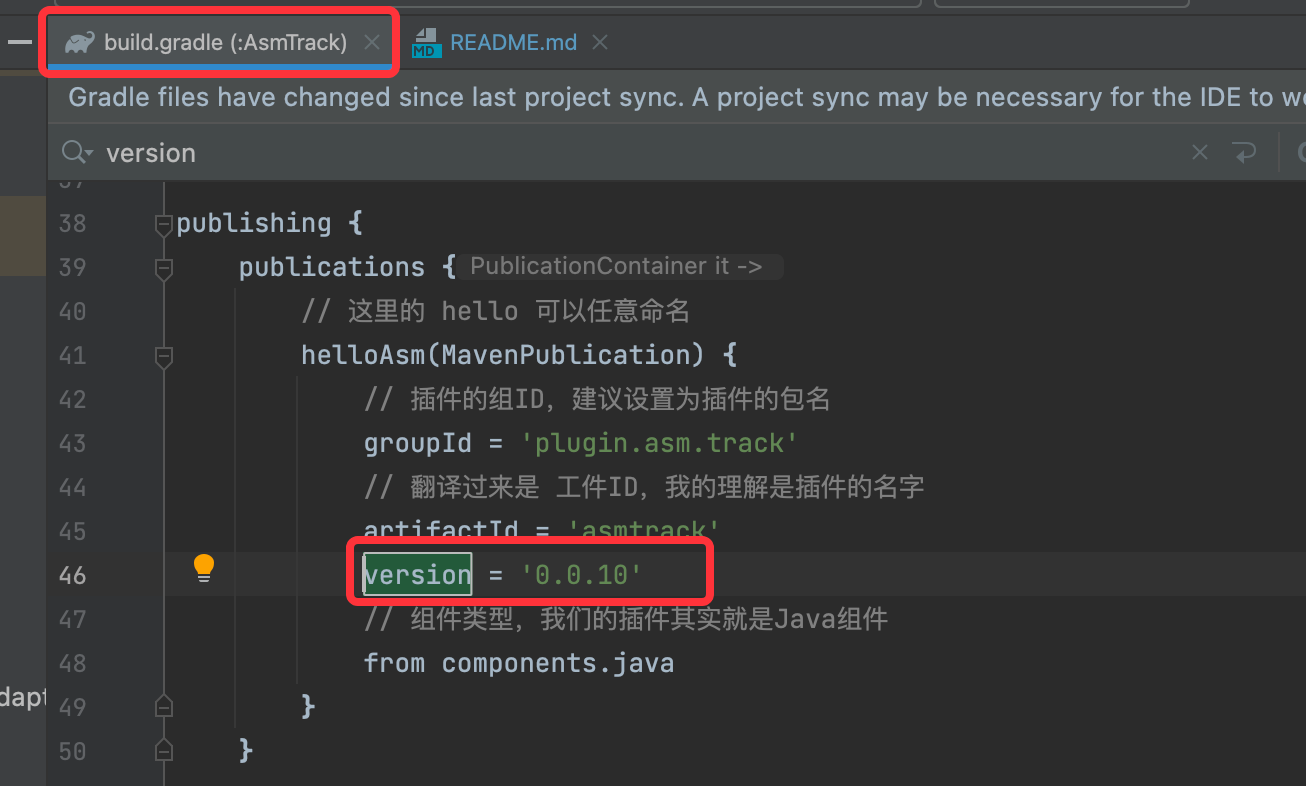 build.gradle (:AsmTrack)
README.md
MD
Gradle files have changed since last project sync. A project sync may be necessary for the IDE to
version
38 publishing {
39 publications { PublicationContainer it ->
40 // 这里的 hello 可以任意命名
41 helloAsm(MavenPublication) {
42 // 插件的组ID，建议设置为插件的包名
43 groupId = 'plugin.asm.track'
44 // 翻译过来是 工件ID，我的理解是插件的名字
45 artifactId = 'asmtrack'
46 version = '0.0.10'
47 // 组件类型，我们的插件其实就是Java组件
48 from components.java
49 }
50 }